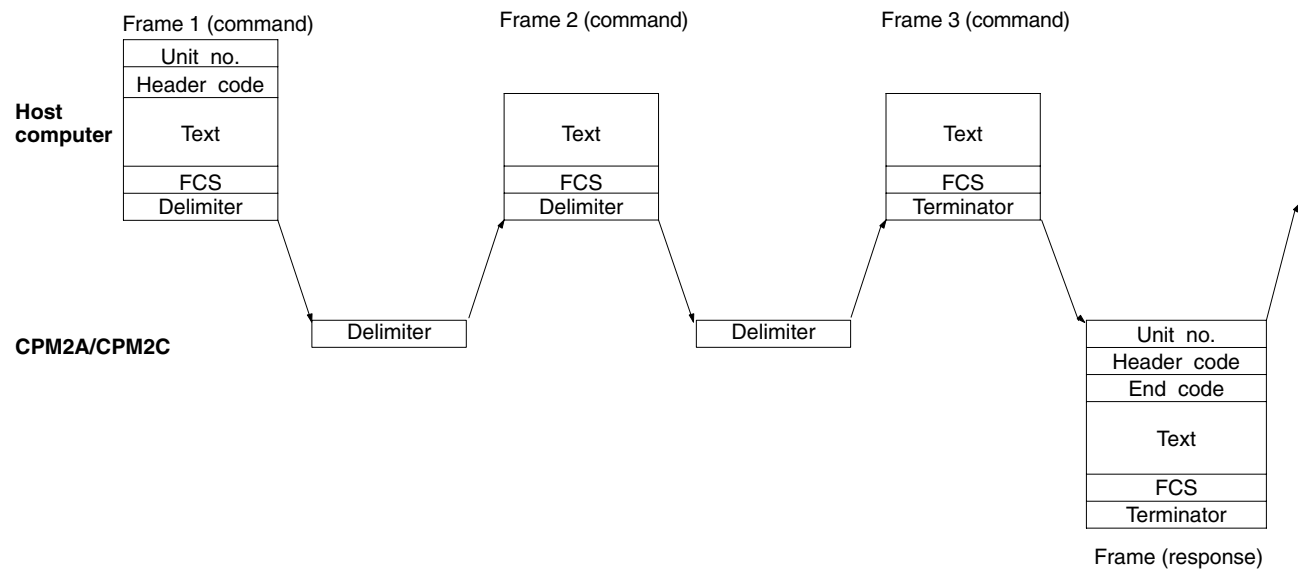 Frame 1 (command)
Frame 2 (command)
Frame 3 (command)
Host
computer
Unit no.
Header code
Text
FCS
Delimiter
Text
FCS
Delimiter
Text
FCS
Terminator
CPM2A/CPM2C
Delimiter
Delimiter
Unit no.
Header code
End code
Text
FCS
Terminator
Frame (response)